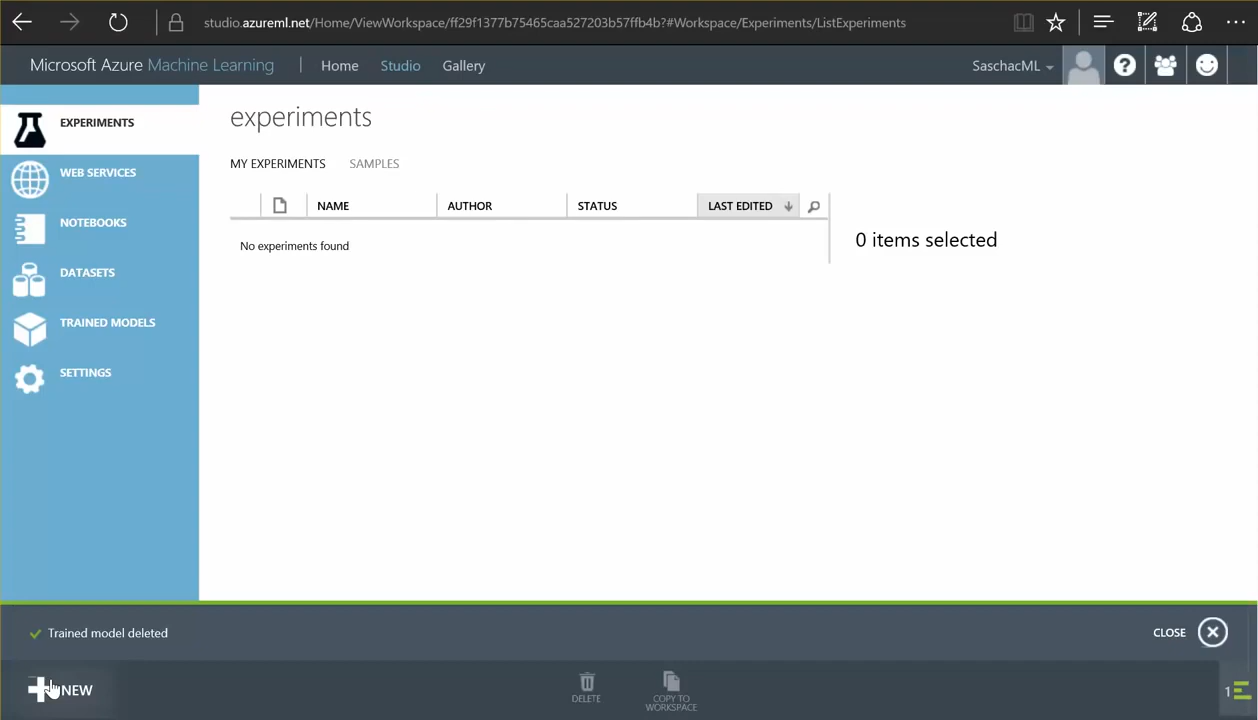 studio.azureml.net/Home/ViewWorkspace/ff29f1377b75465caa527203b57ffb4b?#Workspace/Experiments/ListExperiments
Microsoft Azure Machine Learning | Home Studio Gallery SaschacML
EXPERIMENTS
WEB SERVICES
NOTEBOOKS
DATASETS
TRAINED MODELS
SETTINGS
experiments
MY EXPERIMENTS SAMPLES
NAME AUTHOR STATUS LAST EDITED
No experiments found
0 items selected
Trained model deleted
CLOSE
NEW
DELETE
COPY TO
WORKSPACE
1